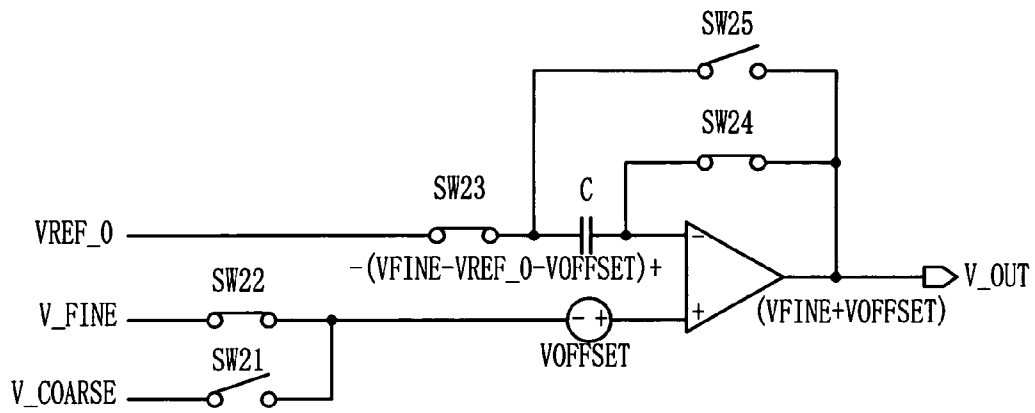 SW25
SW24
SW23
C
VREF_0
-(VFINE-VREF_0-VOFFSET)+
-
SW22
V_FINE
- +
VOFFSET
+
(VFINE+VOFFSET)
V_OUT
SW21
V_COARSE